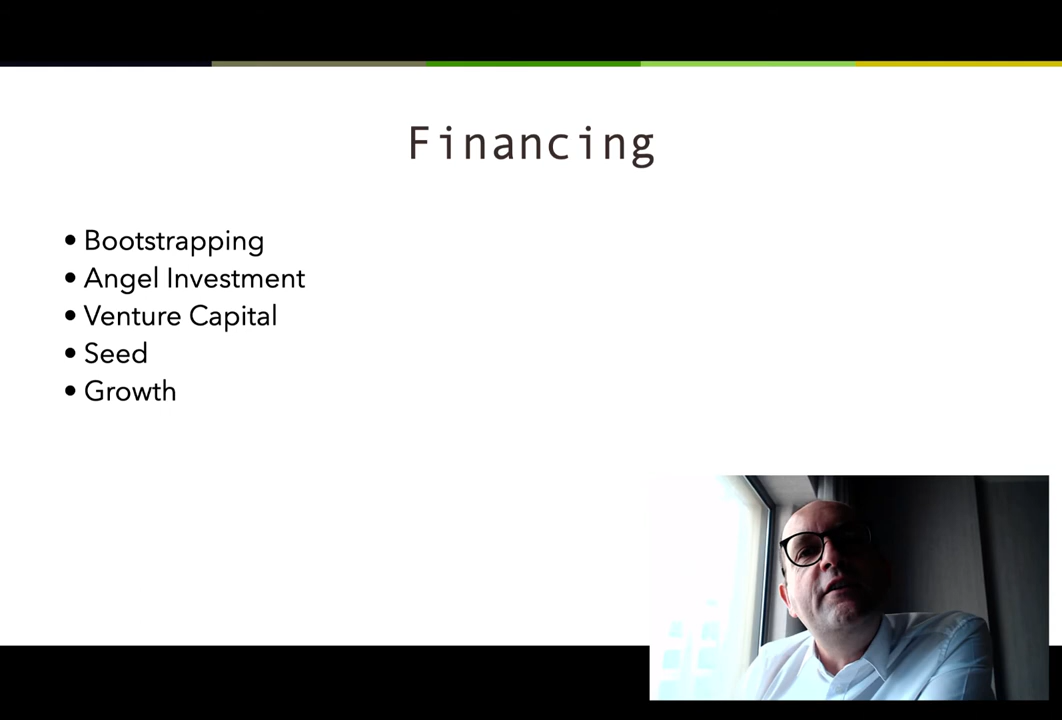 Financing
• Bootstrapping
• Angel Investment
• Venture Capital
• Seed
• Growth